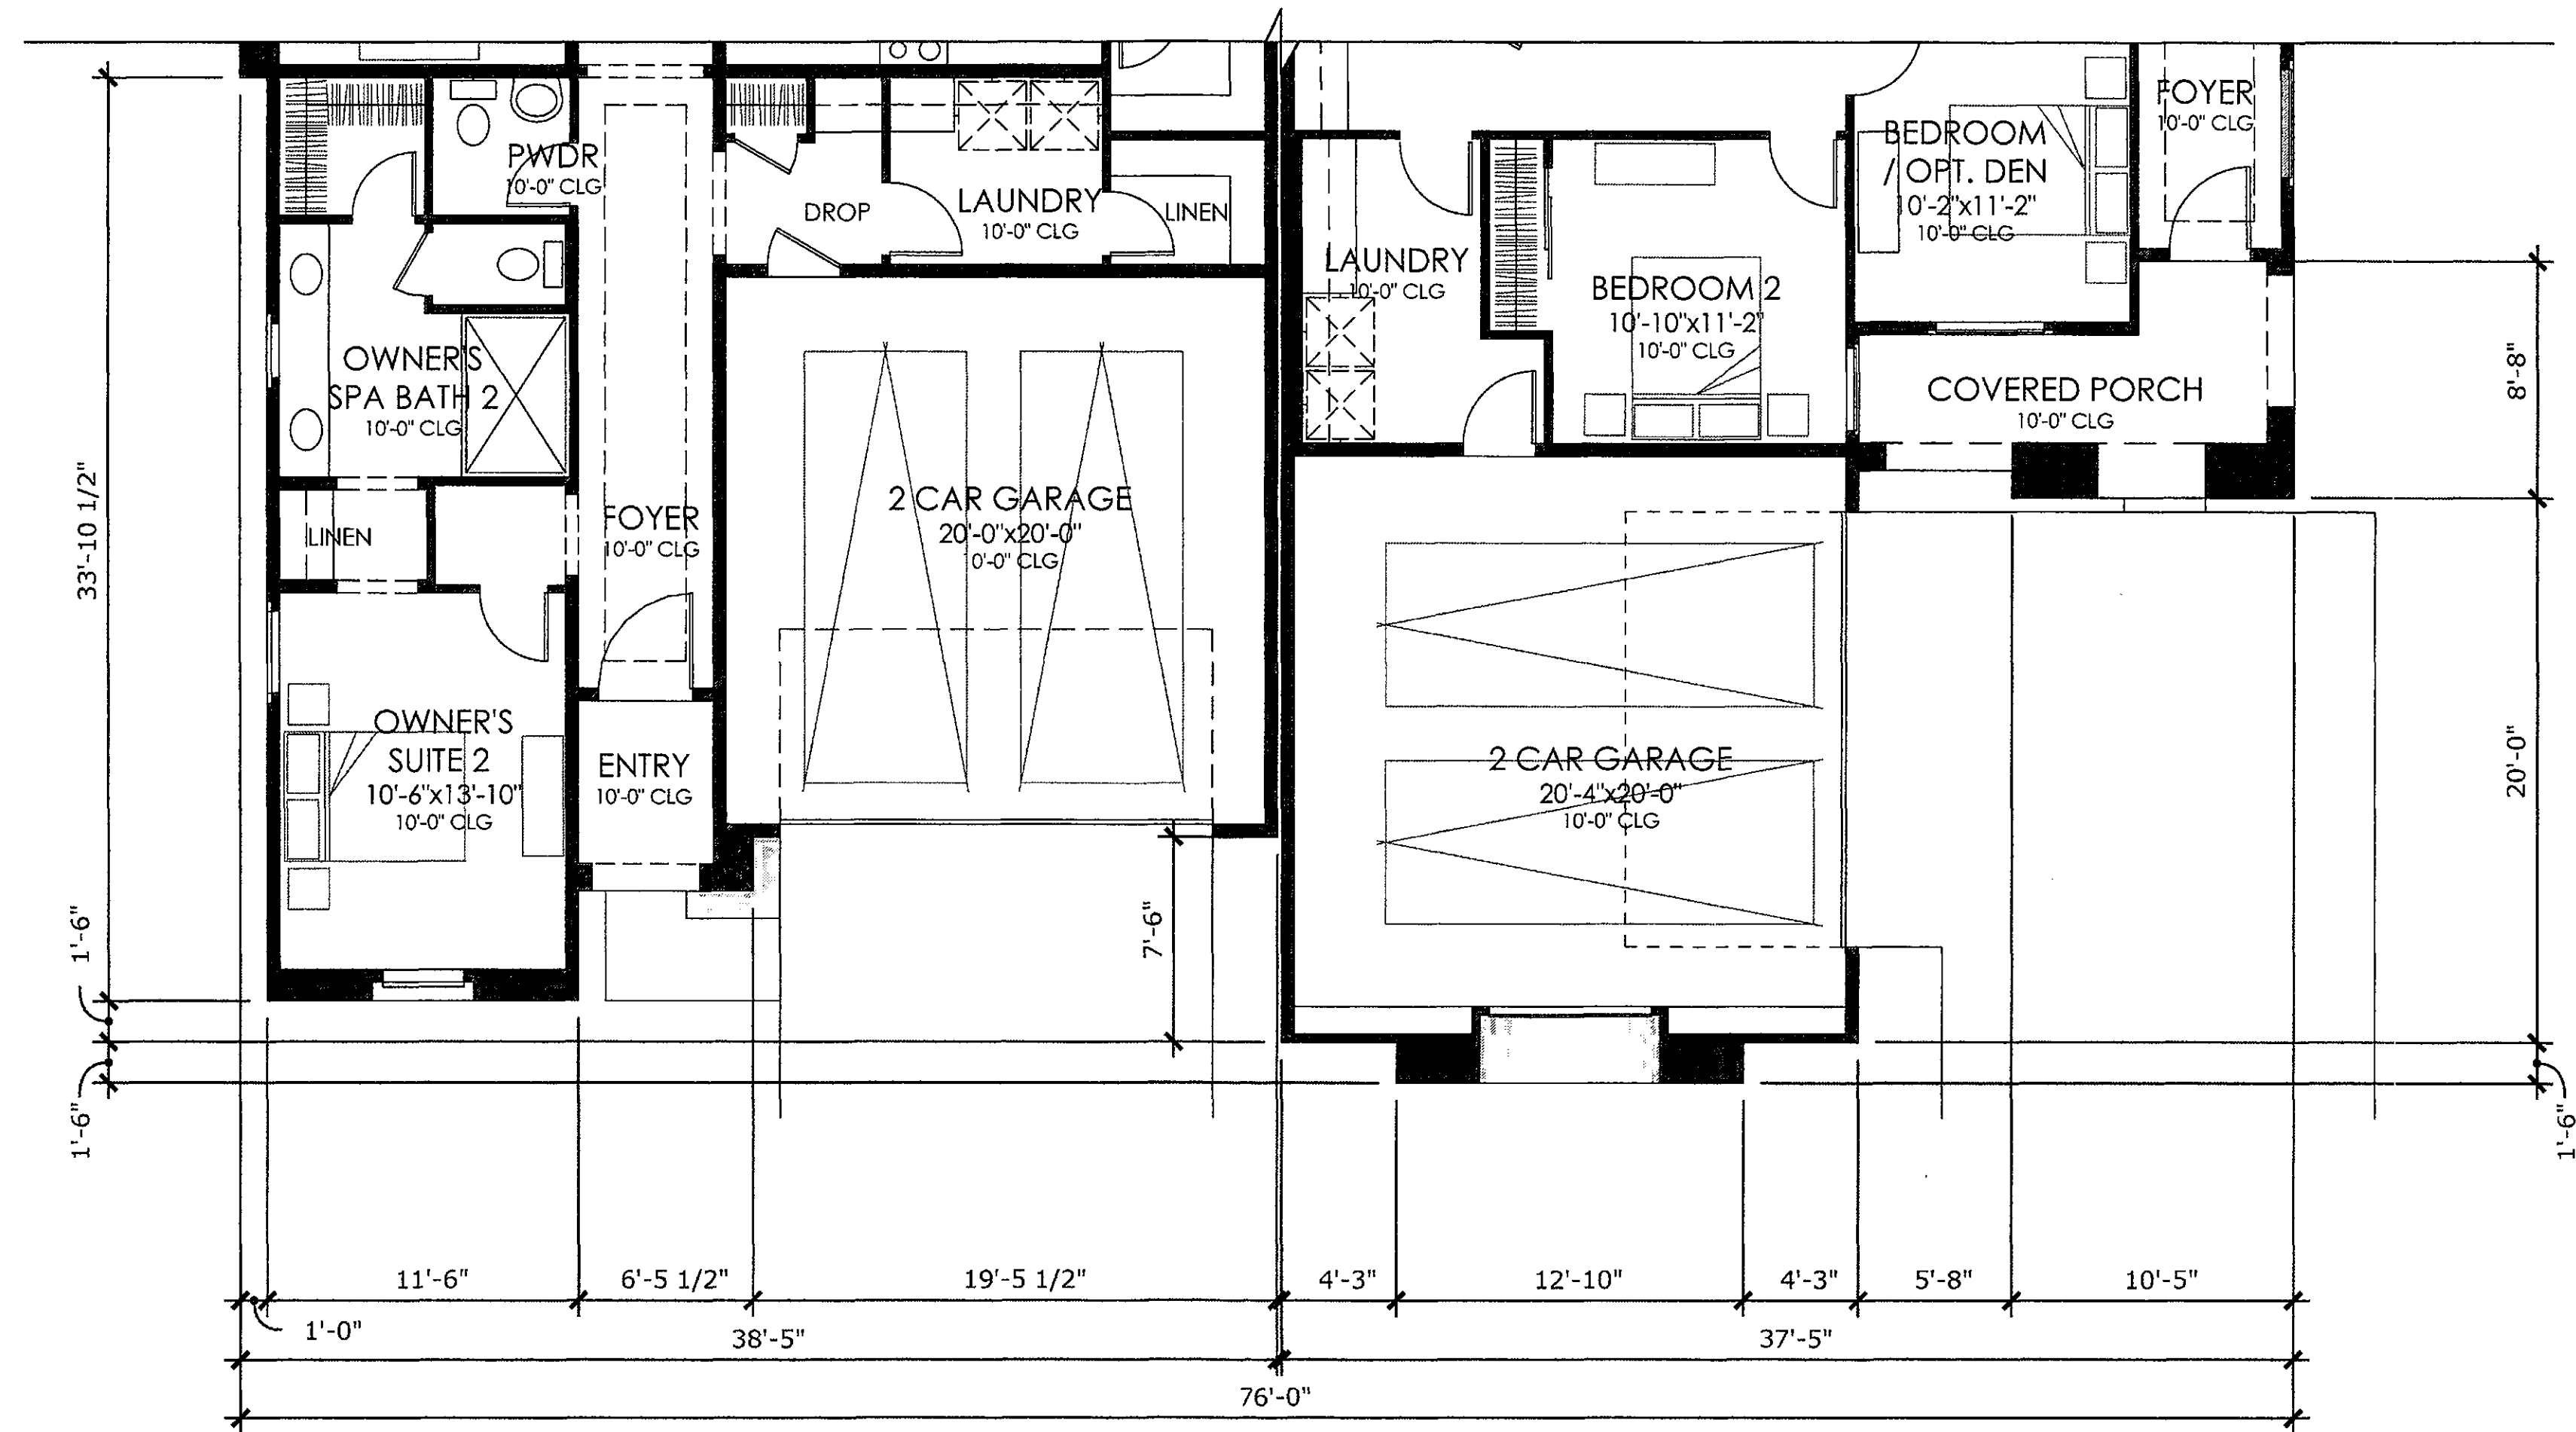 PWDR
10'-0" CLG
DROP
LAUNDRY
10'-0" CLG
LINEN
OWNER'S
SPA BATH 2
10'-0" CLG
LINEN
FOYER
10'-0" CLG
2 CAR GARAGE
20'-0"x20'-0"
0'-0" CLG
OWNER'S
SUITE 2
10'-6"x13'-10"
10'-0" CLG
ENTRY
10'-0" CLG
LAUNDRY
10'-0" CLG
BEDROOM 2
10'-10"x11'-2"
10'-0" CLG
BEDROOM
/ OPT. DEN
10'-2"x11'-2"
10'-0" CLG
FOYER
10'-0" CLG
COVERED PORCH
10'-0" CLG
2 CAR GARAGE
20'-4"x20'-0"
10'-0" CLG
33'-10 1/2"
1'-6"
1'-6"
7'-6"
8'-8"
20'-0"
1'-6"
11'-6"
6'-5 1/2"
19'-5 1/2"
4'-3"
12'-10"
4'-3"
5'-8"
10'-5"
1'-0"
38'-5"
37'-5"
76'-0"